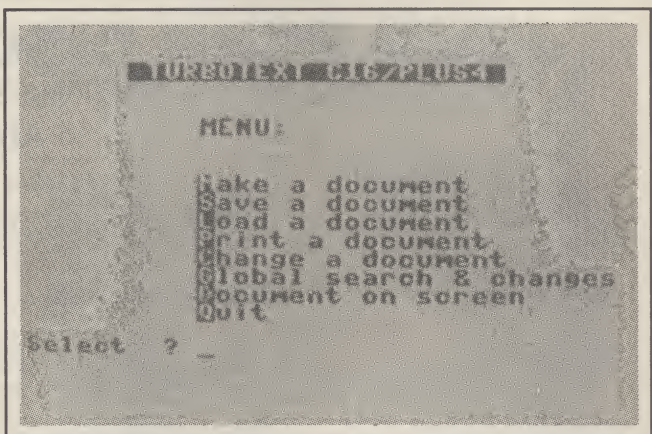 TURBOTEXT C16/PLUS4
MENU:
Make a document
Save a document
Load a document
Print a document
Change a document
Global search & changes
Document on screen
Quit
Select ? _